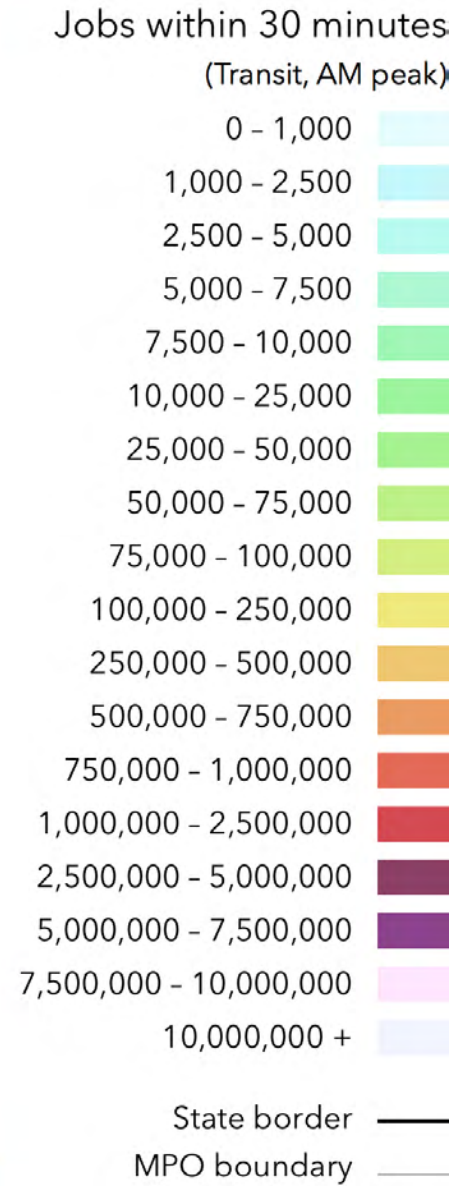 Jobs within 30 minutes
(Transit, AM peak)
0 – 1,000
1,000 – 2,500
2,500 – 5,000
5,000 – 7,500
7,500 – 10,000
10,000 – 25,000
25,000 – 50,000
50,000 – 75,000
75,000 – 100,000
100,000 – 250,000
250,000 – 500,000
500,000 – 750,000
750,000 – 1,000,000
1,000,000 – 2,500,000
2,500,000 – 5,000,000
5,000,000 – 7,500,000
7,500,000 – 10,000,000
10,000,000 +
State border
MPO boundary